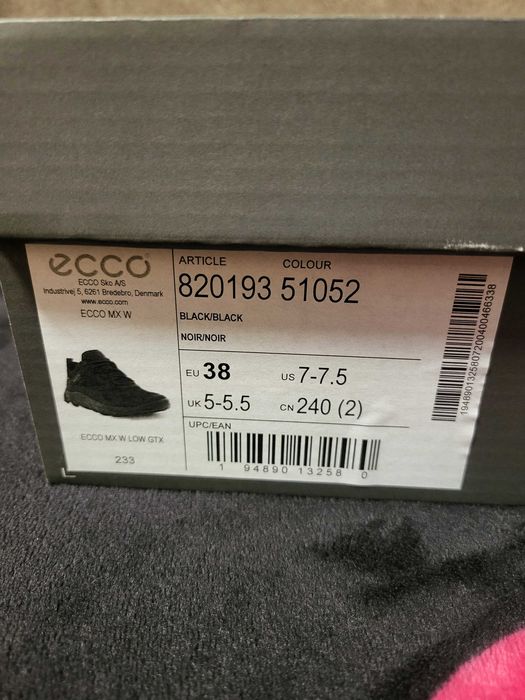 ecco
ECCO Sko A/S
Industrivej 5, 6261 Bredebro, Denmark
www.ecco.com
ECCO MX W
ECCO MX W LOW GTX
233
ARTICLE COLOUR
820193 51052
BLACK/BLACK
NOIR/NOIR
EU 38 US 7-7.5
UK 5-5.5 CN 240 (2)
UPC/EAN
1 94890 13258 0
1948901325807200400466338